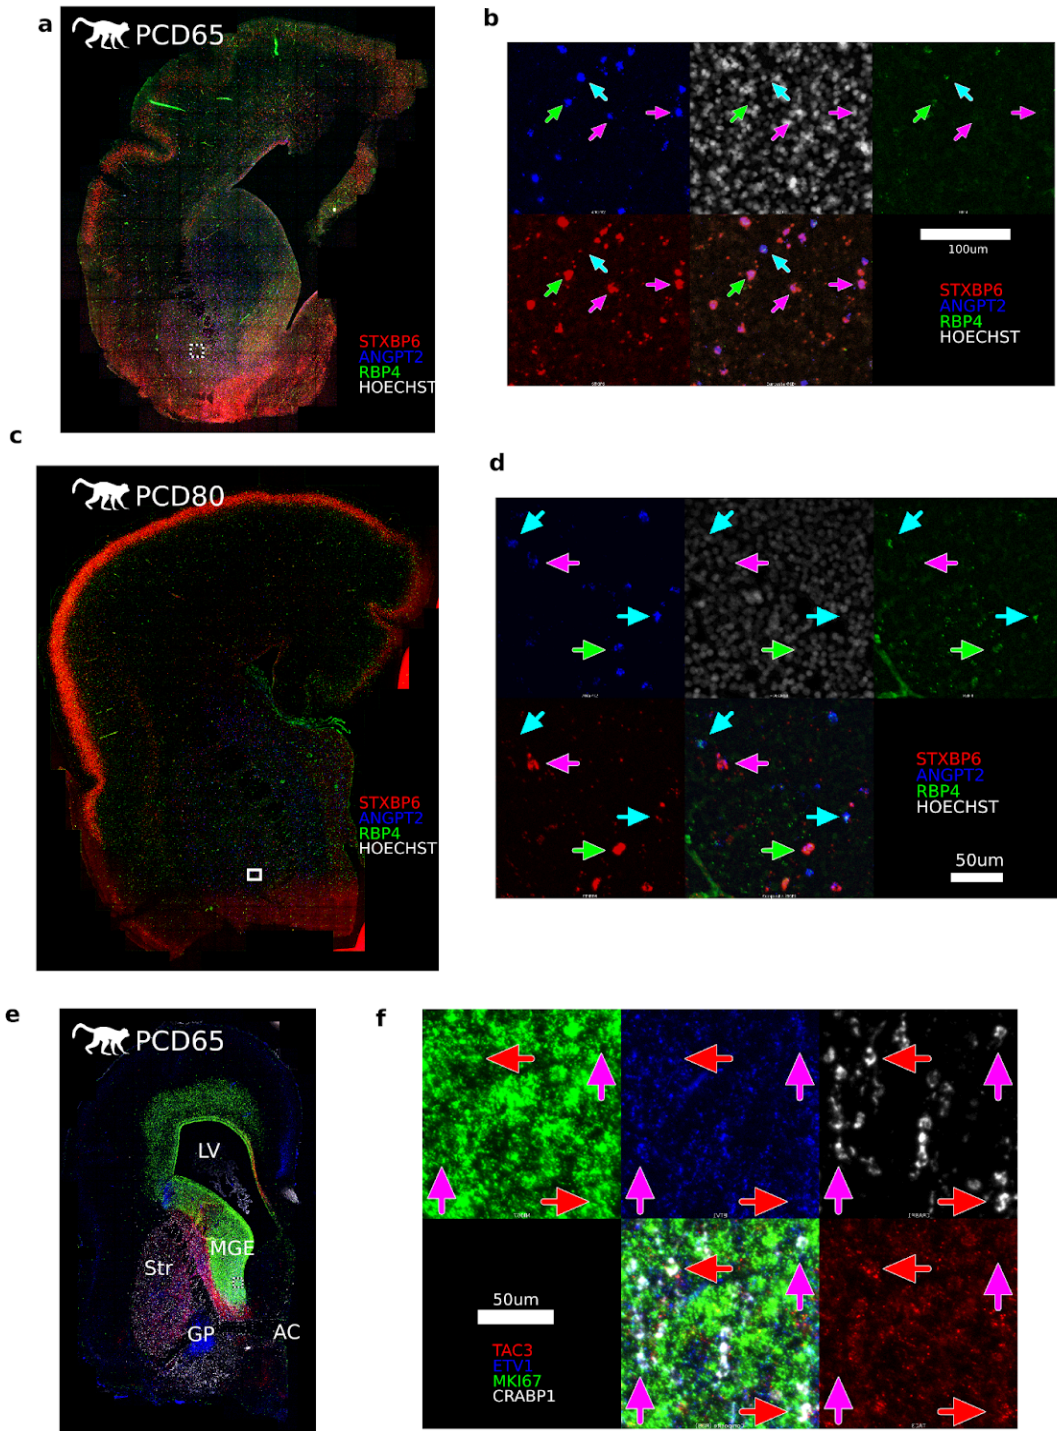 a
PCD65
STXBP6
ANGPT2
RBP4
HOECHST
b
100um
STXBP6
ANGPT2
RBP4
HOECHST
c
PCD80
STXBP6
ANGPT2
RBP4
HOECHST
d
STXBP6
ANGPT2
RBP4
HOECHST
50um
e
PCD65
LV
MGE
Str
GP
AC
f
50um
TAC3
ETV1
MKI67
CRABP1